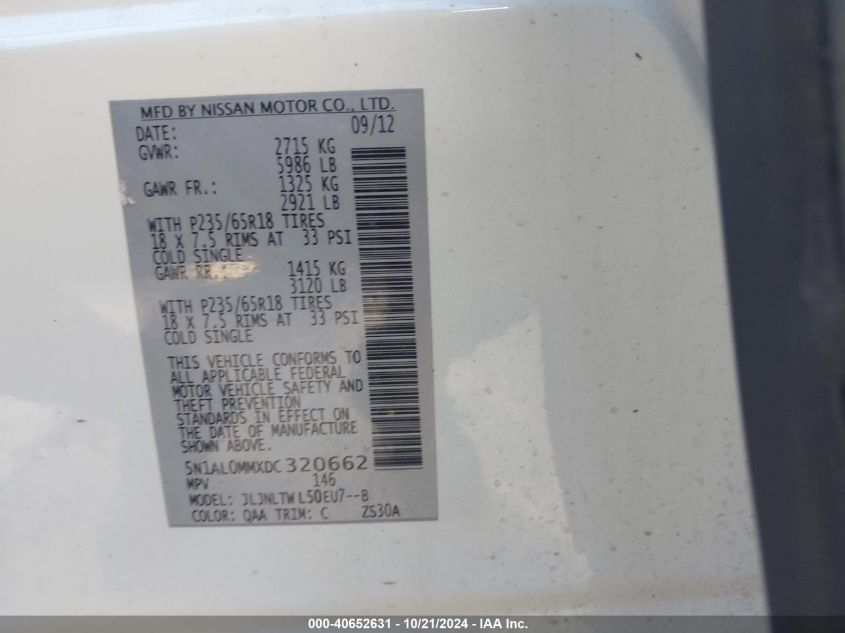 MFD BY NISSAN MOTOR CO., LTD.
DATE: 09/12
GVWR: 2715 KG
5986 LB
GAWR FR.: 1325 KG
2921 LB
WITH P235/65R18 TIRES
18 X 7.5 RIMS AT 33 PSI
COLD SINGLE
GAWR RR.: 1415 KG
3120 LB
WITH P235/65R18 TIRES
18 X 7.5 RIMS AT 33 PSI
COLD SINGLE
THIS VEHICLE CONFORMS TO
ALL APPLICABLE FEDERAL
MOTOR VEHICLE SAFETY AND
THEFT PREVENTION
STANDARDS IN EFFECT ON
THE DATE OF MANUFACTURE
SHOWN ABOVE.
5N1AL0MMXDC320662
MPV 146
MODEL: JLJNLTW L50EU7--B
COLOR: QAA TRIM: C ZS30A
000-40652631 - 10/21/2024 - IAA Inc.